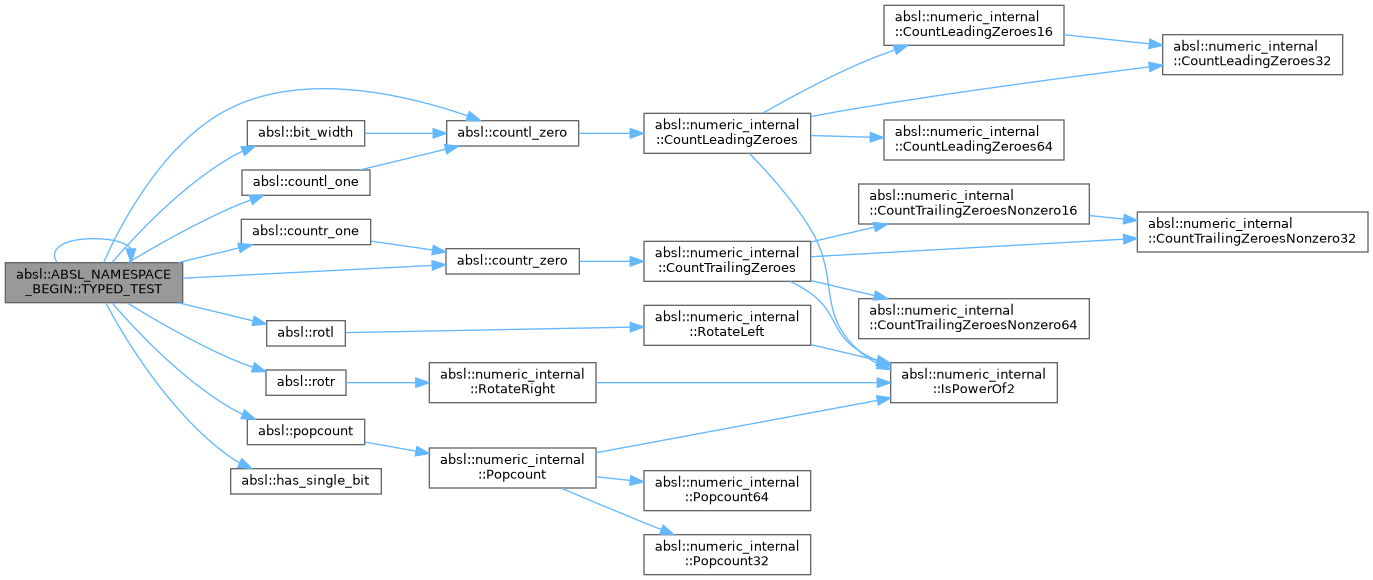 absl::ABSL_NAMESPACE
_BEGIN::TYPED_TEST
absl::bit_width
absl::countl_one
absl::countr_one
absl::rotl
absl::rotr
absl::popcount
absl::has_single_bit
absl::countl_zero
absl::countr_zero
absl::numeric_internal
::RotateRight
absl::numeric_internal
::Popcount
absl::numeric_internal
::CountLeadingZeroes
absl::numeric_internal
::CountTrailingZeroes
absl::numeric_internal
::RotateLeft
absl::numeric_internal
::Popcount64
absl::numeric_internal
::Popcount32
absl::numeric_internal
::CountLeadingZeroes16
absl::numeric_internal
::CountLeadingZeroes64
absl::numeric_internal
::CountTrailingZeroesNonzero16
absl::numeric_internal
::CountTrailingZeroesNonzero64
absl::numeric_internal
::IsPowerOf2
absl::numeric_internal
::CountLeadingZeroes32
absl::numeric_internal
::CountTrailingZeroesNonzero32